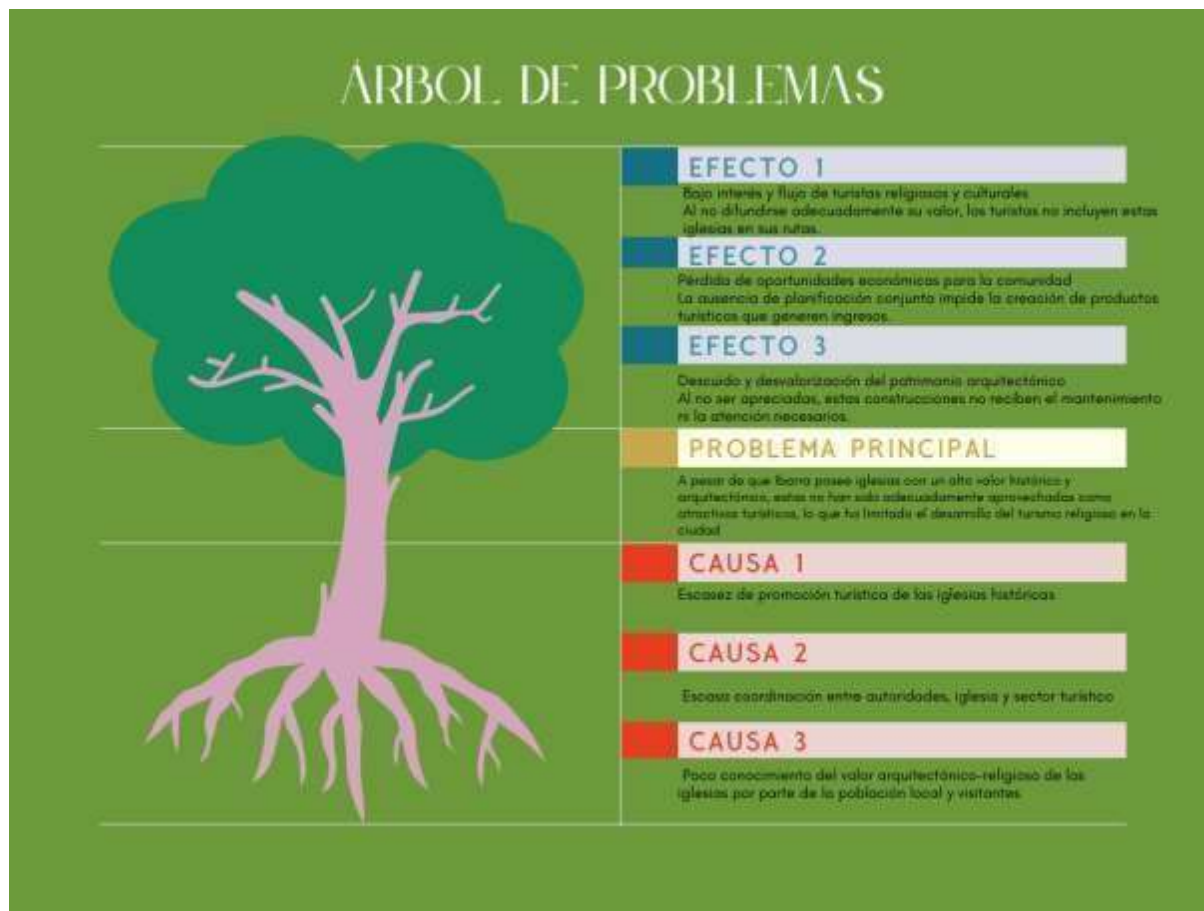 ÁRBOL DE PROBLEMAS
EFECTO 1
Bajo interés y flujo de turistas religiosos y culturales
Al no difundirse adecuadamente su valor, los turistas no incluyen estas
iglesias en sus rutas.
EFECTO 2
Pérdida de oportunidades económicas para la comunidad
La ausencia de planificación conjunta impide la creación de productos
turísticos que generen ingresos.
EFECTO 3
Descuido y desvalorización del patrimonio arquitectónico
Al no ser apreciadas, estas construcciones no reciben el mantenimiento
ni la atención necesarios.
PROBLEMA PRINCIPAL
A pesar de que Ibarra posee iglesias con un alto valor histórico y
arquitectónico, estas no han sido adecuadamente aprovechadas como
atractivos turísticos, lo que ha limitado el desarrollo del turismo religioso en la
ciudad
CAUSA 1
Escasez de promoción turística de las iglesias históricas
CAUSA 2
Escasa coordinación entre autoridades, iglesia y sector turístico
CAUSA 3
Poco conocimiento del valor arquitectónico-religioso de las
iglesias por parte de la población local y visitantes